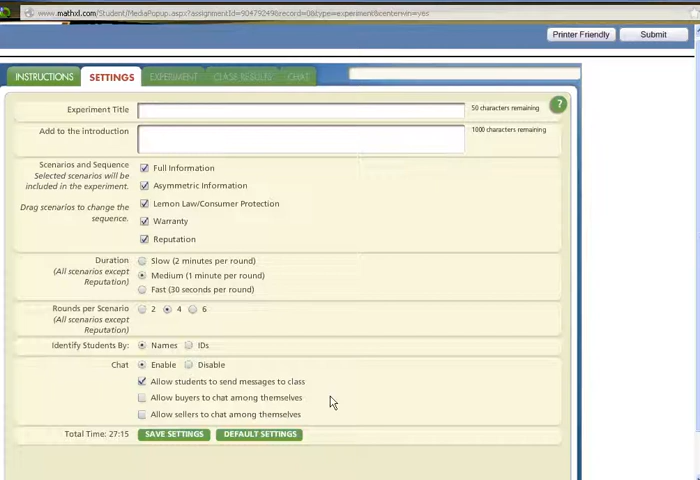 www.mathxl.com/Student/MediaPopup.aspx?assignmentId=9047924&record=0&type=experiment&centerwin=yes
Printer Friendly Submit
INSTRUCTIONS SETTINGS EXPERIMENT CLASS RESULTS CHAT
?
Experiment Title 50 characters remaining
Add to the introduction 1000 characters remaining
Scenarios and Sequence
Selected scenarios will be
included in the experiment.
Drag scenarios to change the
sequence.
Full Information
Asymmetric Information
Lemon Law/Consumer Protection
Warranty
Reputation
Duration
(All scenarios except
Reputation)
Slow (2 minutes per round)
Medium (1 minute per round)
Fast (30 seconds per round)
Rounds per Scenario
(All scenarios except
Reputation)
2 4 6
Identify Students By: Names IDs
Chat Enable Disable
Allow students to send messages to class
Allow buyers to chat among themselves
Allow sellers to chat among themselves
Total Time: 27:15 SAVE SETTINGS DEFAULT SETTINGS